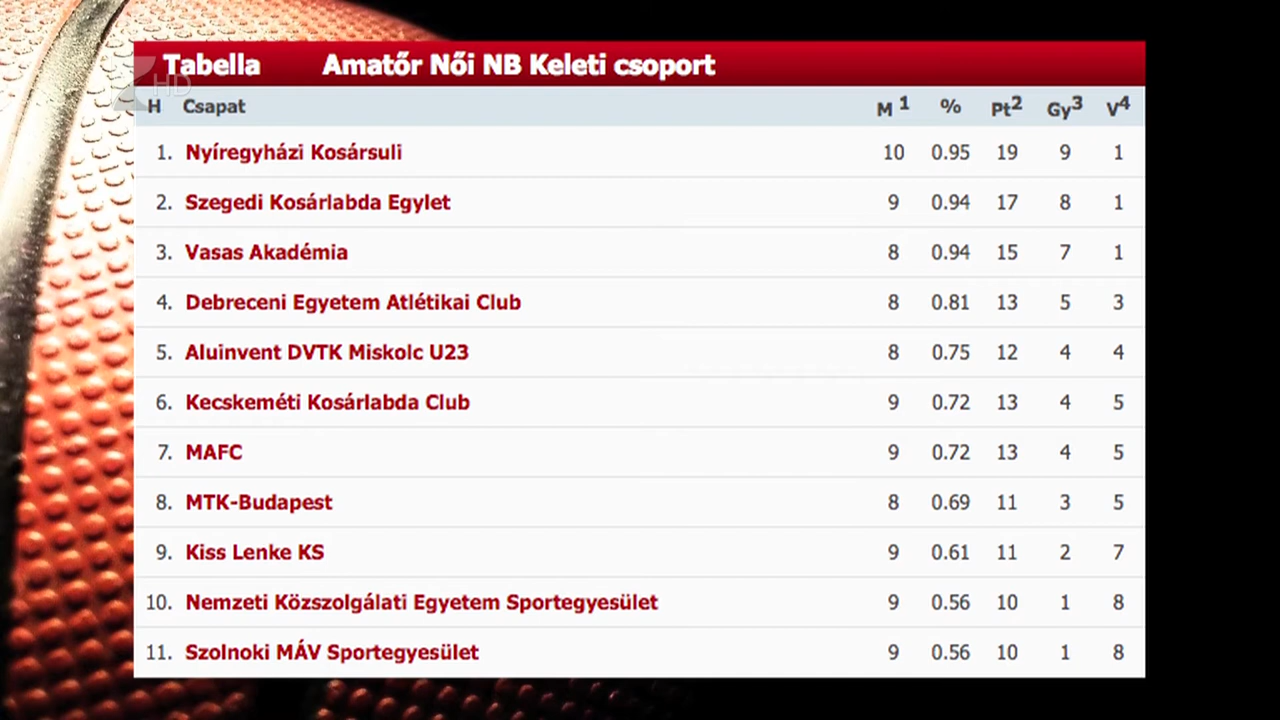 Tabella Amatőr Női NB Keleti csoport
HD
H Csapat M 1 % Pt2 Gy3 V4
1. Nyíregyházi Kosársuli 10 0.95 19 9 1
2. Szegedi Kosárlabda Egylet 9 0.94 17 8 1
3. Vasas Akadémia 8 0.94 15 7 1
4. Debreceni Egyetem Atlétikai Club 8 0.81 13 5 3
5. Aluinvent DVTK Miskolc U23 8 0.75 12 4 4
6. Kecskeméti Kosárlabda Club 9 0.72 13 4 5
7. MAFC 9 0.72 13 4 5
8. MTK-Budapest 8 0.69 11 3 5
9. Kiss Lenke KS 9 0.61 11 2 7
10. Nemzeti Közszolgálati Egyetem Sportegyesület 9 0.56 10 1 8
11. Szolnoki MÁV Sportegyesület 9 0.56 10 1 8